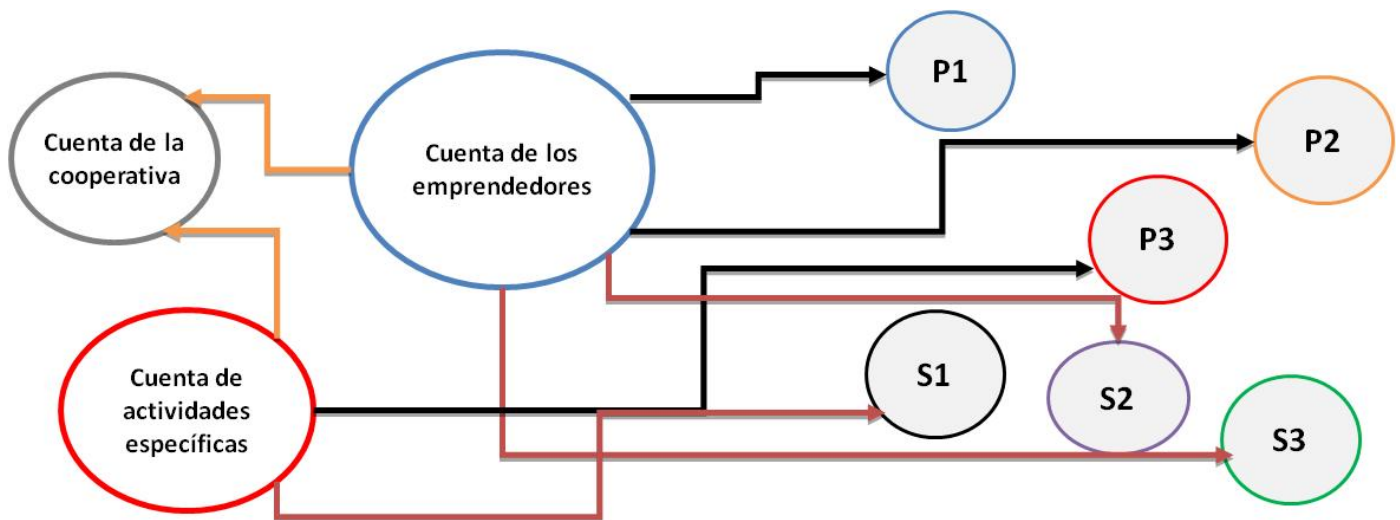 Cuenta de la
cooperativa
Cuenta de los
emprendedores
P1
P2
P3
Cuenta de
actividades
específicas
S1
S2
S3